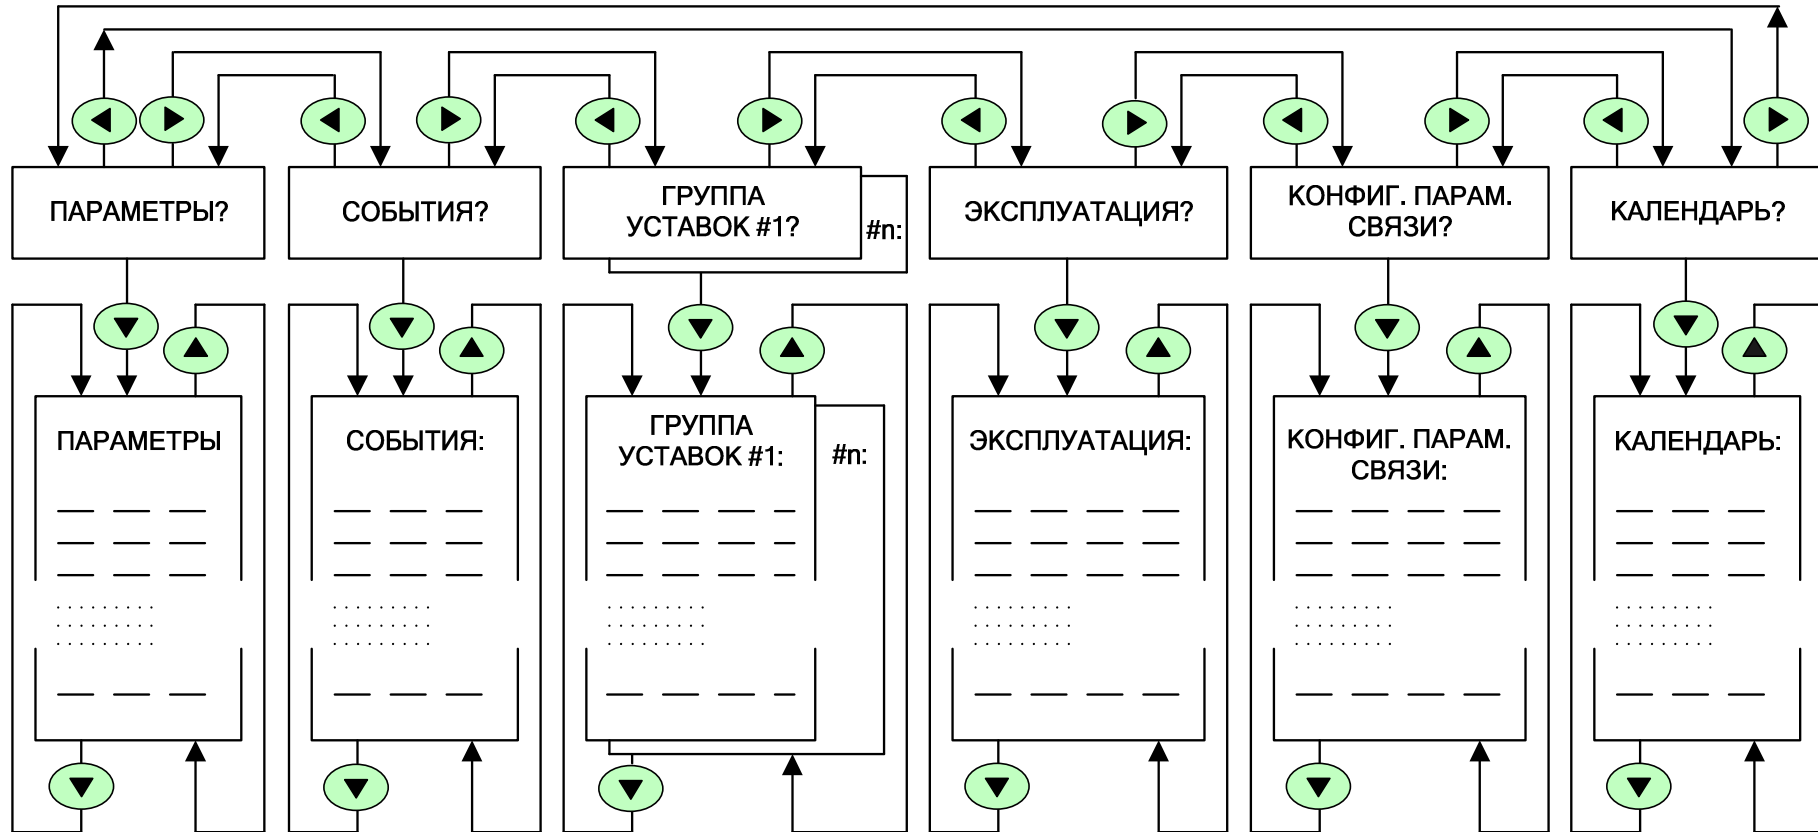 ПАРАМЕТРЫ?
СОБЫТИЯ?
ГРУППА
УСТАВОК #1?
#n:
ЭКСПЛУАТАЦИЯ?
КОНФИГ. ПАРАМ.
СВЯЗИ?
КАЛЕНДАРЬ?
ПАРАМЕТРЫ
СОБЫТИЯ:
ГРУППА
УСТАВОК #1:
#n:
ЭКСПЛУАТАЦИЯ:
КОНФИГ. ПАРАМ.
СВЯЗИ:
КАЛЕНДАРЬ: